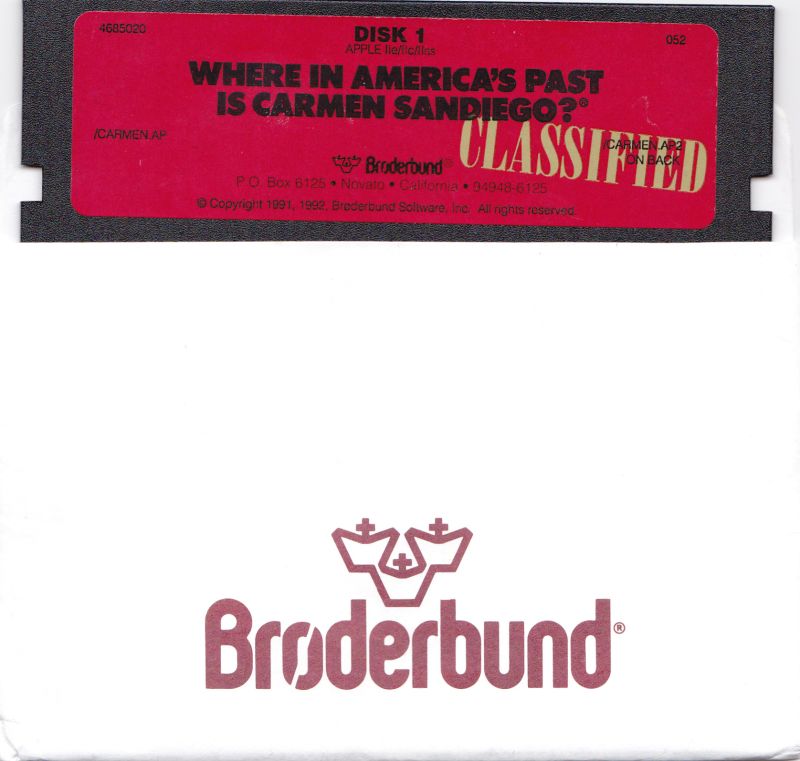 4685020
DISK 1
052
APPLE IIe/IIc/IIGS
WHERE IN AMERICA'S PAST
IS CARMEN SANDIEGO?®
CLASSIFIED
/CARMEN.AP
/CARMEN.AP2
ON BACK
Brøderbund®
P.O. Box 6125 • Novato • California • 94948-6125
© Copyright 1991, 1992, Brøderbund Software, Inc. All rights reserved.
Brøderbund®